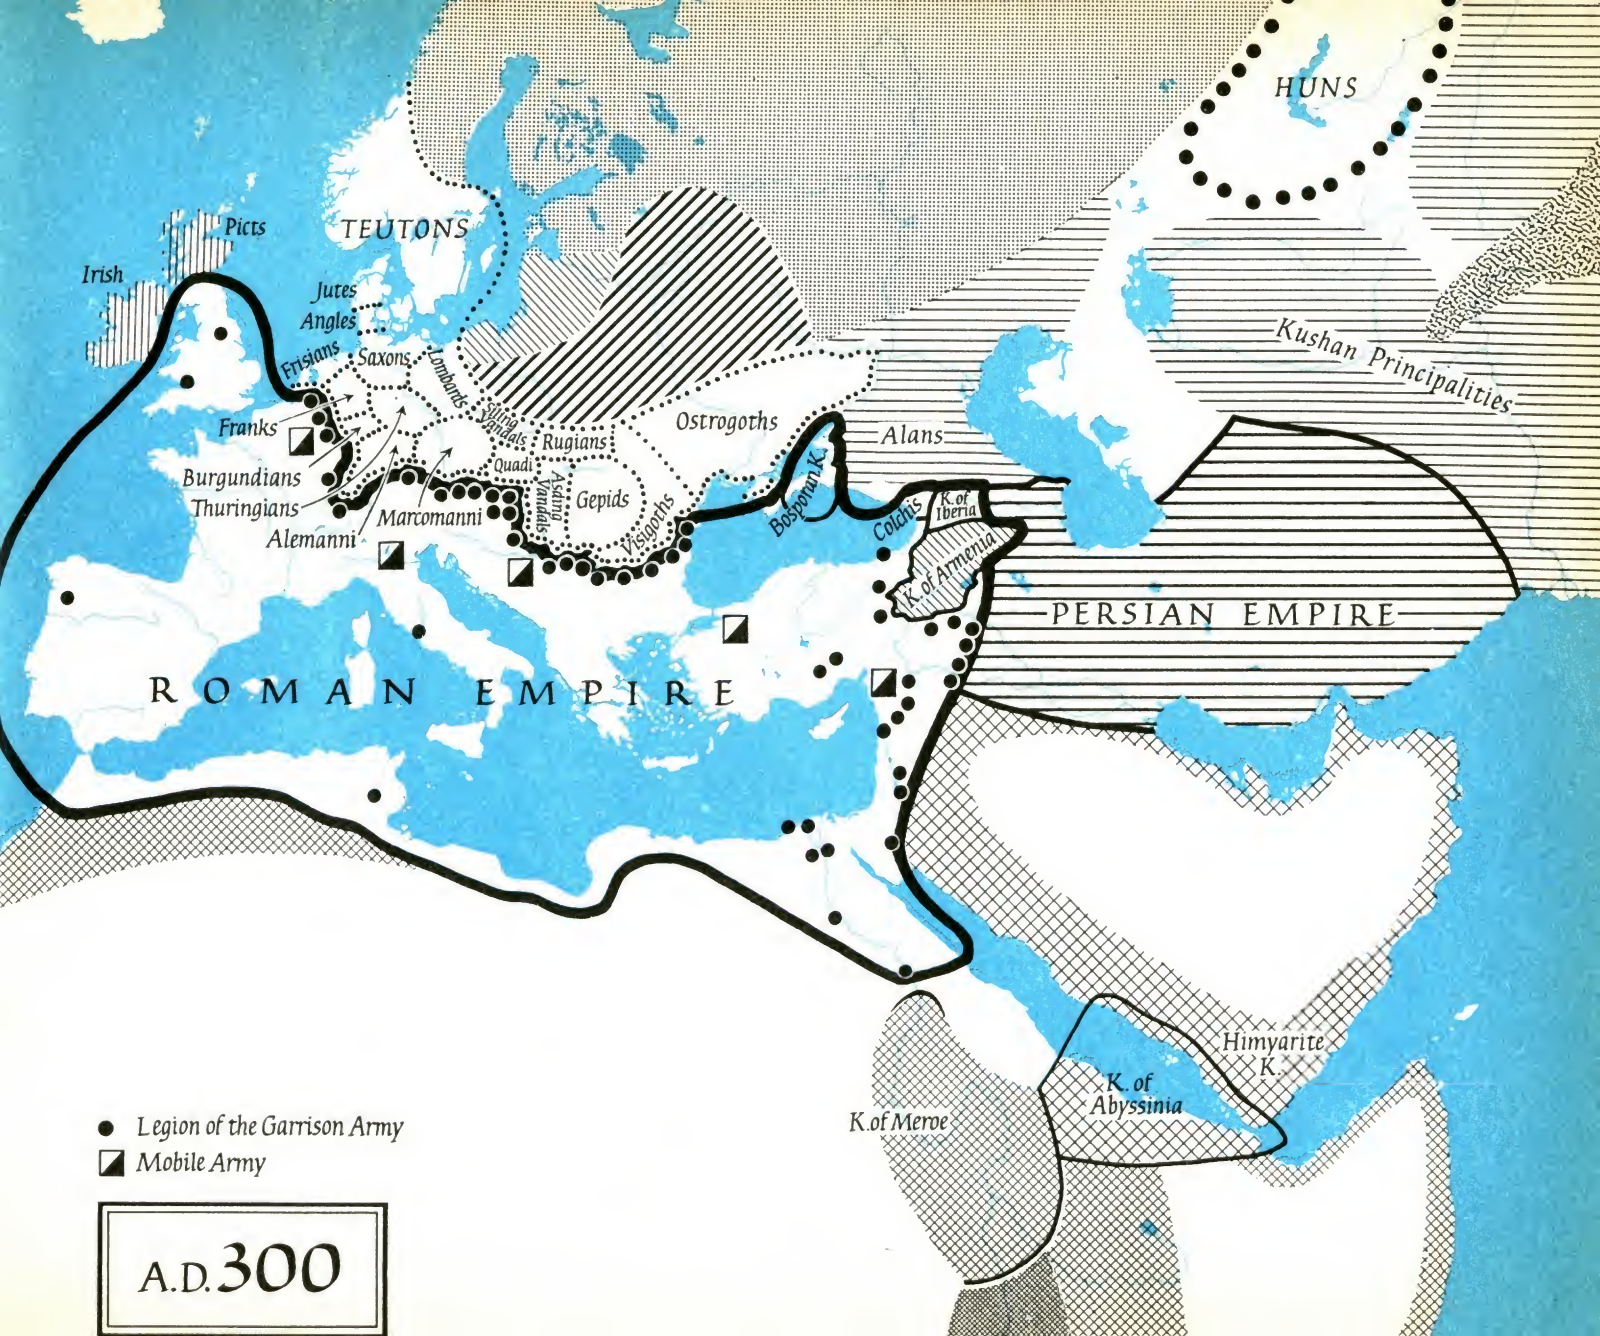 HUNS
Picts
TEUTONS
Irish
Jutes
Angles
Frisians
Saxons
Lombards
Kushan Principalities
Siling
Vandals
Franks
Ostrogoths
Rugians
Alans
Quadi
Burgundians
Thuringians
Asding
Vandals
Gepids
Visigoths
Bosporan K.
Marcomanni
Alemanni
Colchis
K. of
Iberia
K. of Armenia
PERSIAN EMPIRE
ROMAN EMPIRE
Himyarite
K.
K. of
Abyssinia
K. of Meroe
Legion of the Garrison Army
Mobile Army
A.D. 300